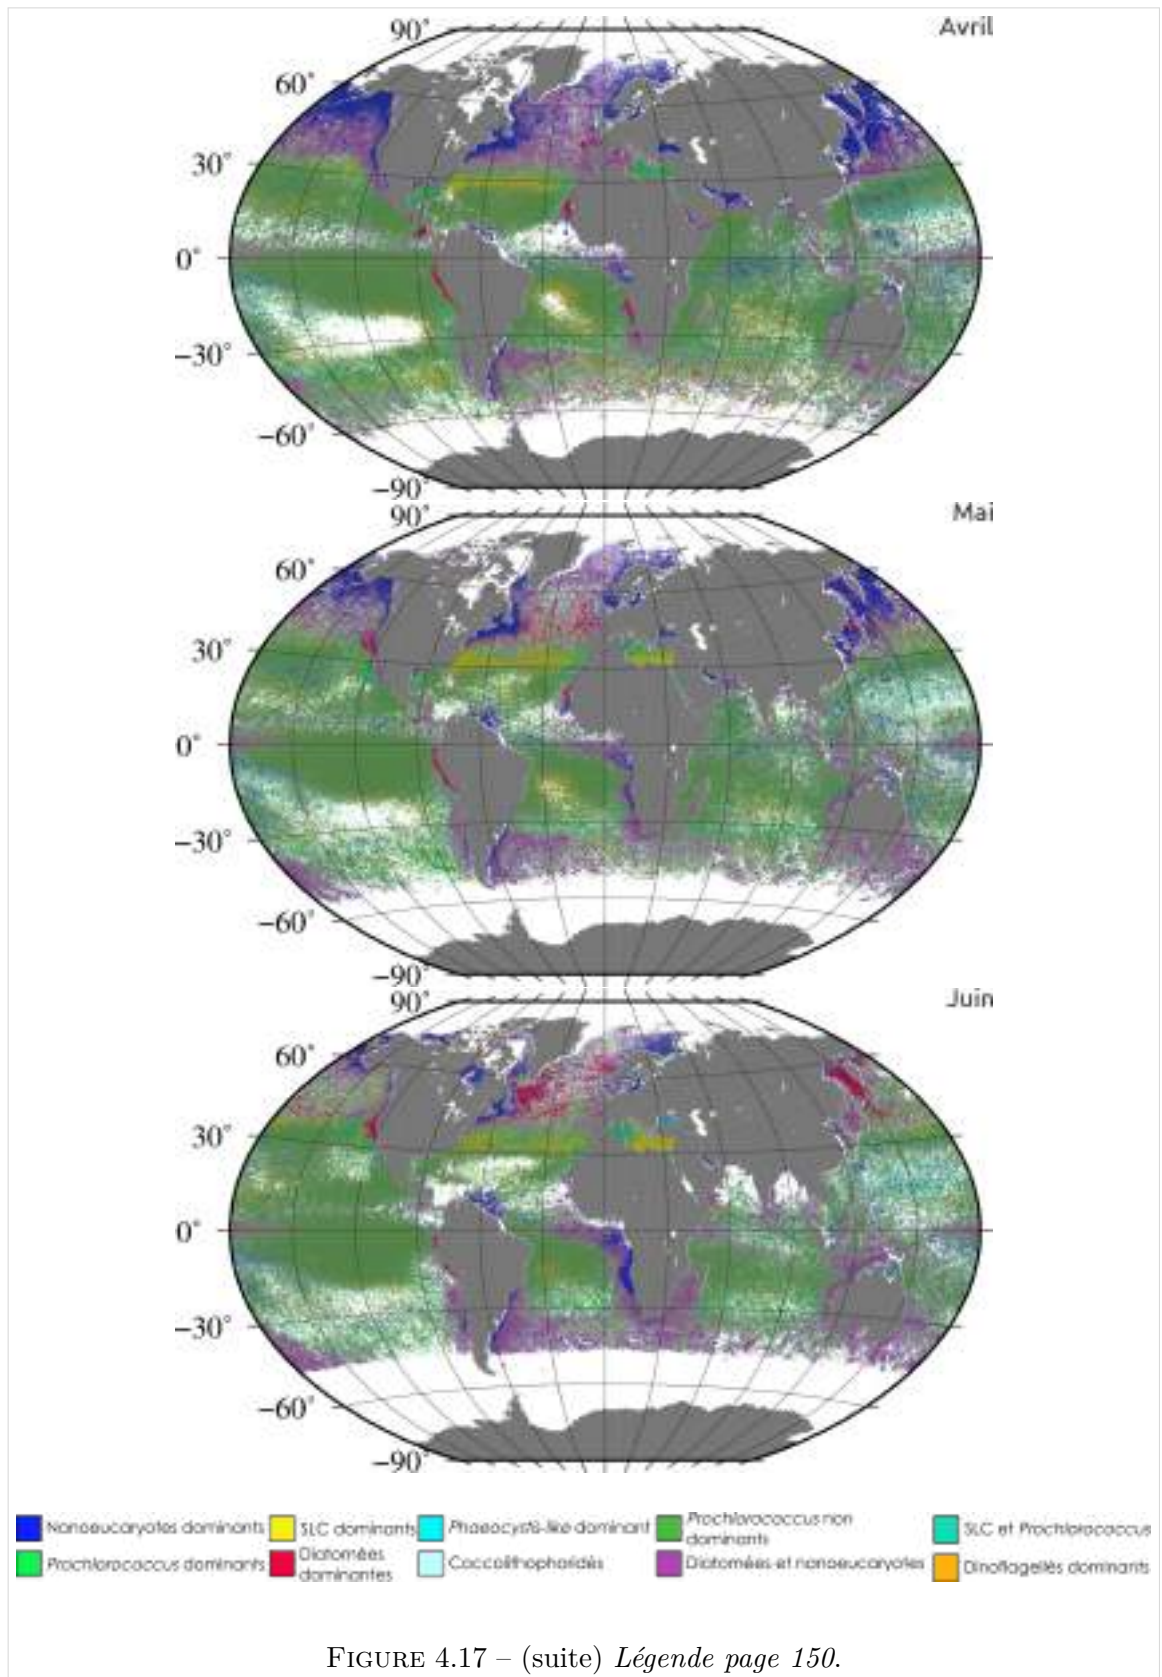 Avril
90°
60°
30°
0°
−30°
−60°
−90°
Mai
90°
60°
30°
0°
−30°
−60°
−90°
Juin
90°
60°
30°
0°
−30°
−60°
−90°
Nanoeucaryotes dominants
SLC dominants
Phaeocystis-like dominant
Prochlorococcus non
dominants
SLC et Prochlorococcus
Prochlorococcus dominants
Diatomées
dominantes
Coccolithophoridés
Diatomées et nanoeucaryotes
Dinoflagellés dominants
FIGURE 4.17 – (suite) Légende page 150.